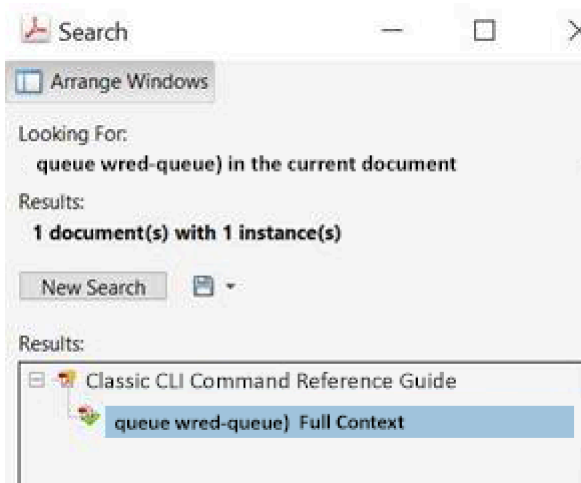 Search
Arrange Windows
Looking For:
queue wred-queue) in the current document
Results:
1 document(s) with 1 instance(s)
New Search
Results:
Classic CLI Command Reference Guide
queue wred-queue) Full Context